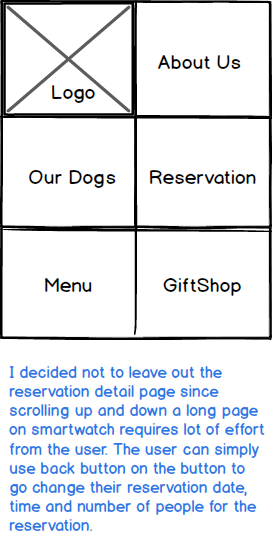 Logo
About Us
Our Dogs
Reservation
Menu
GiftShop
I decided not to leave out the
reservation detail page since
scrolling up and down a long page
on smartwatch requires lot of effort
from the user. The user can simply
use back button on the button to
go change their reservation date,
time and number of people for the
reservation.